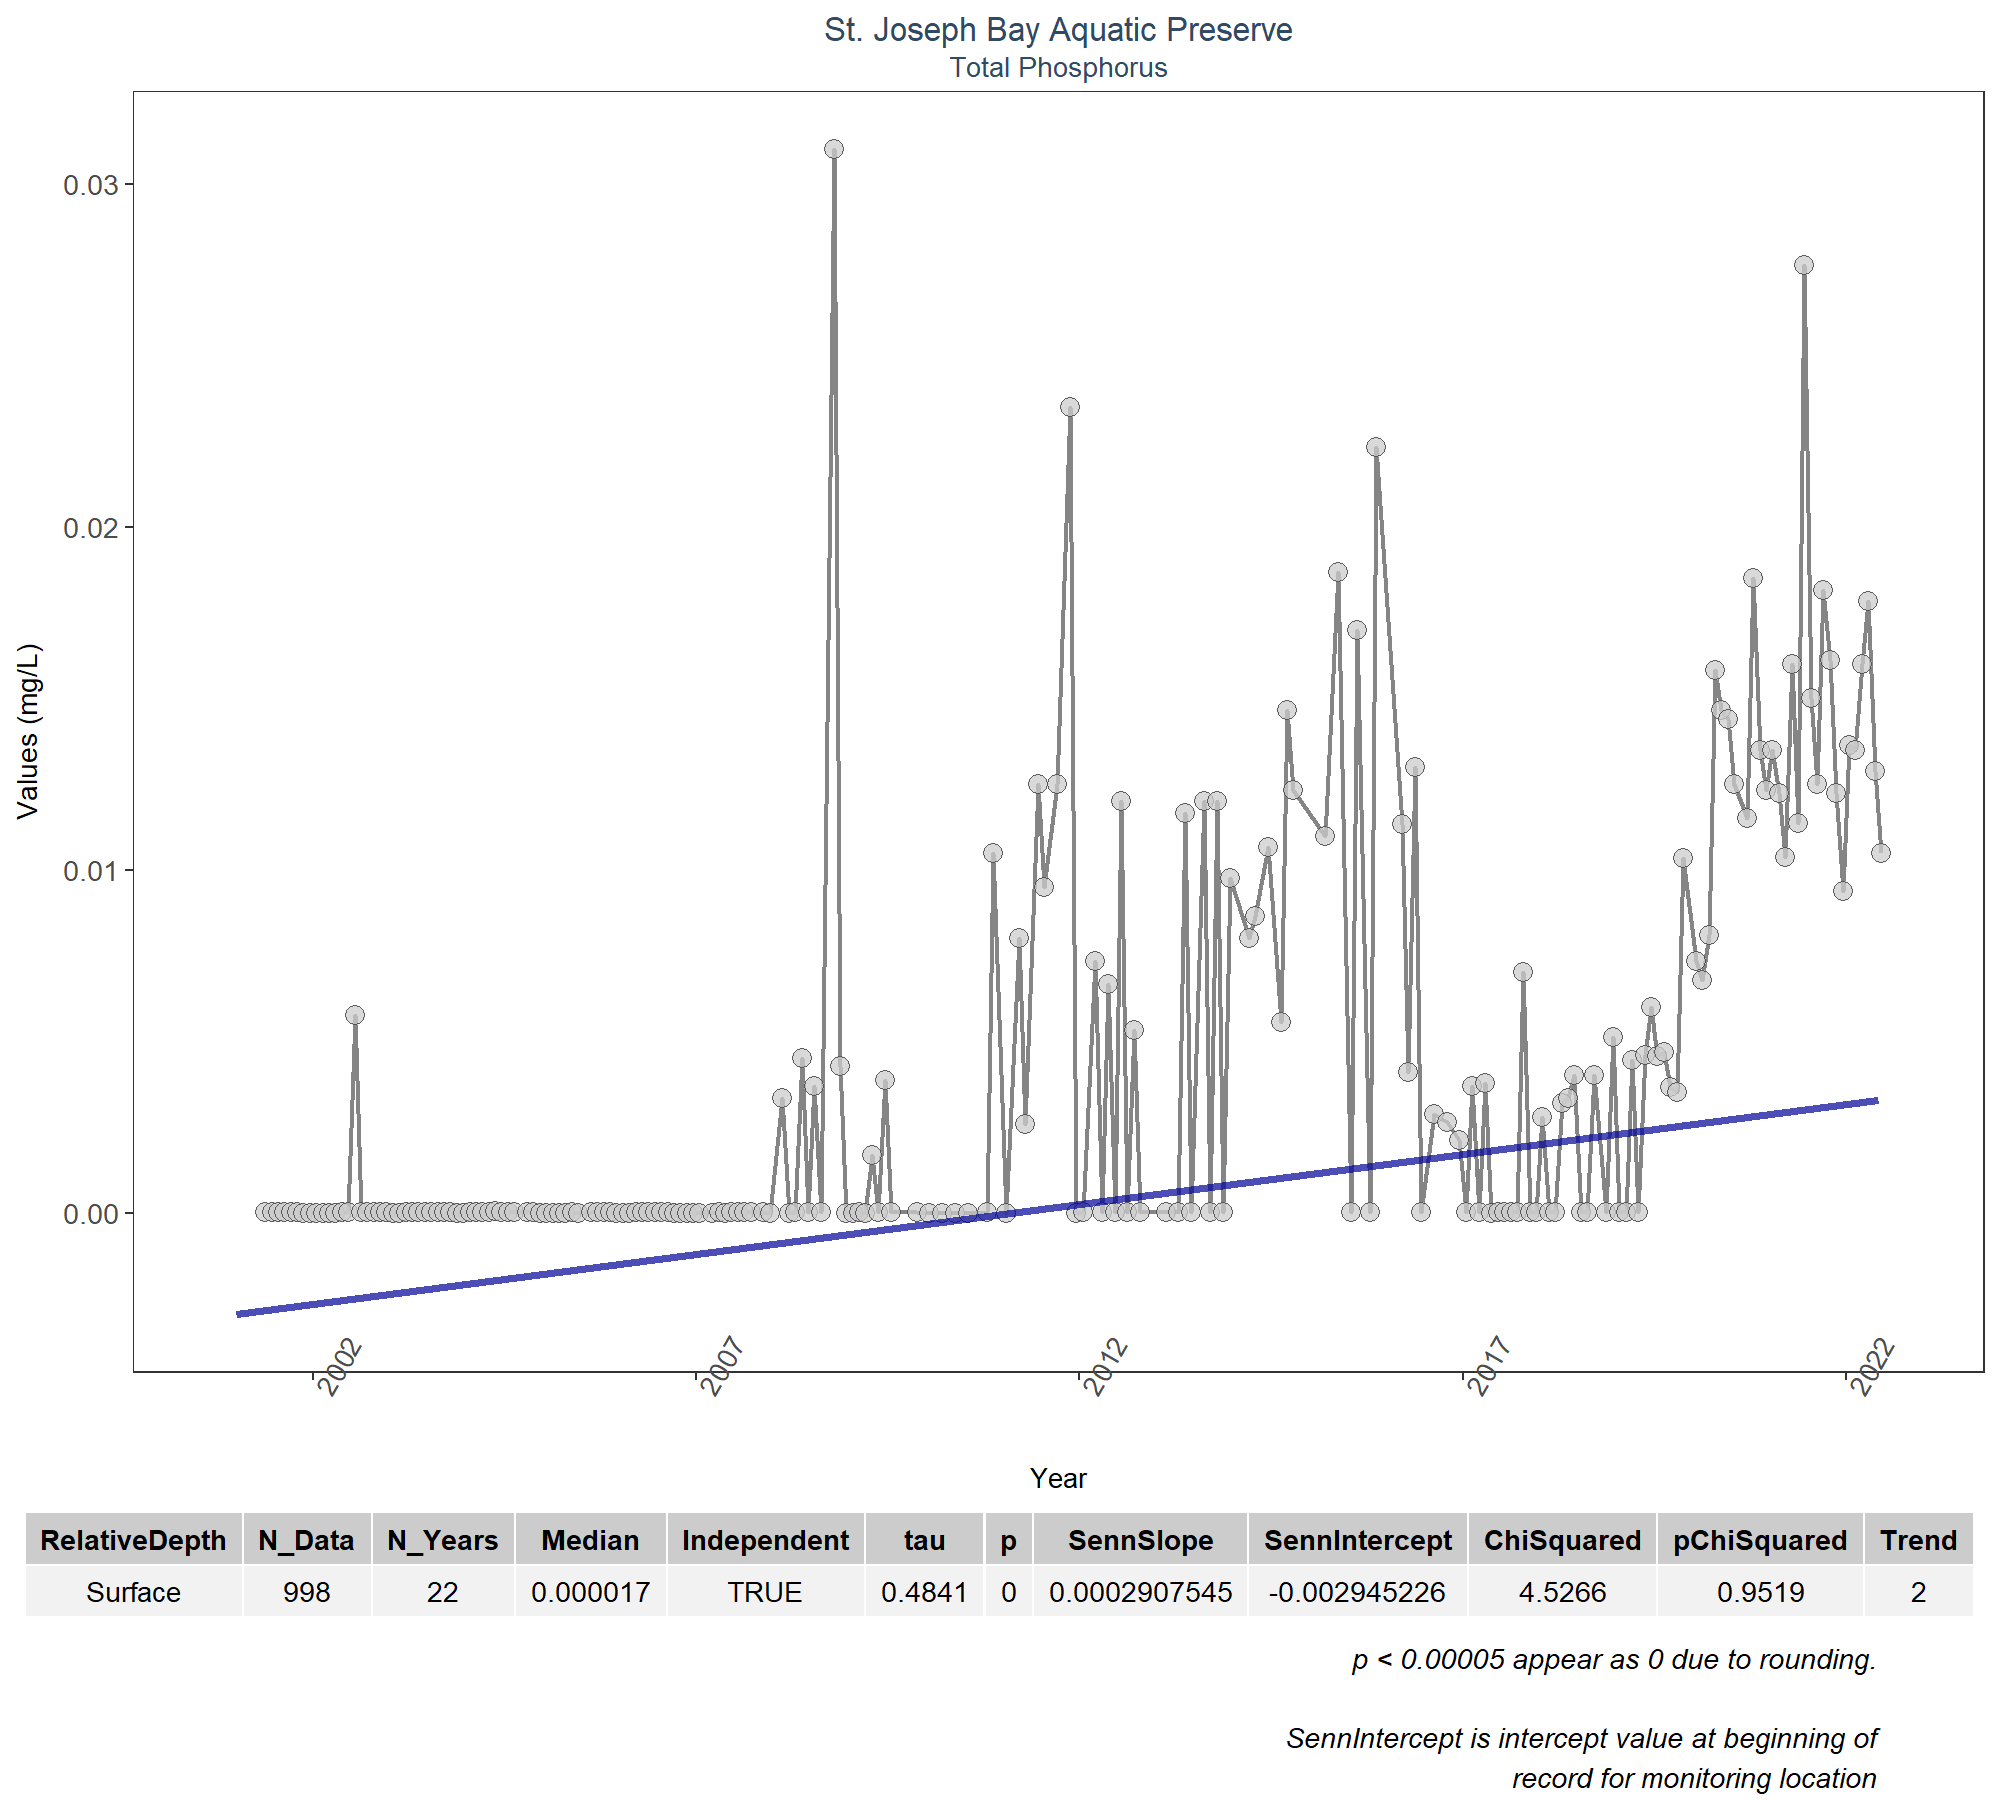 St. Joseph Bay Aquatic Preserve
Total Phosphorus
Values (mg/L)
0.03
0.02
0.01
0.00
2002 2007 2012 2017 2022
Year
RelativeDepth N_Data N_Years Median Independent tau p SennSlope SennIntercept ChiSquared pChiSquared Trend
Surface 998 22 0.000017 TRUE 0.4841 0 0.0002907545 -0.002945226 4.5266 0.9519 2
p < 0.00005 appear as 0 due to rounding.
SennIntercept is intercept value at beginning of
record for monitoring location